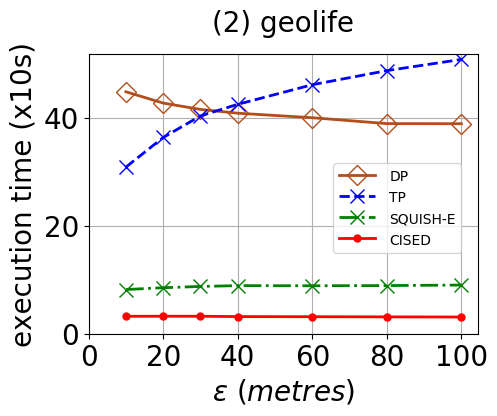 (2) geolife
execution time (x10s)
40
20
0
DP
TP
SQUISH-E
CISED
0 20 40 60 80 100
ε (metres)